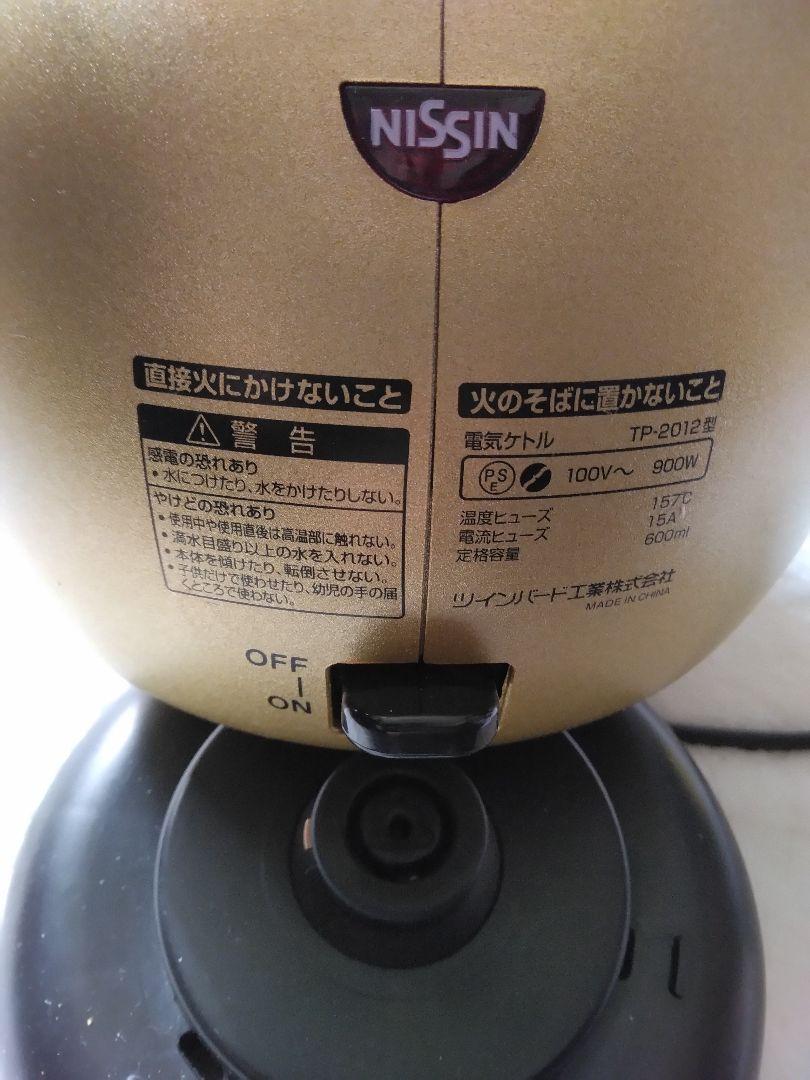 NISSIN
直接火にかけないこと
警告
感電の恐れあり
・水につけたり、水をかけたりしない。
やけどの恐れあり
・使用中や使用直後は高温部に触れない。
・満水目盛り以上の水を入れない。
・本体を傾けたり、転倒させない。
・子供だけで使わせたり、幼児の手の届
くところで使わない。
火のそばに置かないこと
電気ケトル TP-2012型
PSE 100V～ 900W
温度ヒューズ 157℃
電流ヒューズ 15A
定格容量 600ml
ツインバード工業株式会社
MADE IN CHINA
OFF
ON